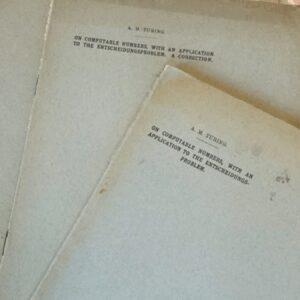 A. M. TURING.
ON COMPUTABLE NUMBERS, WITH AN APPLICATION
TO THE ENTSCHEIDUNGSPROBLEM. A CORRECTION.
A. M. TURING.
ON COMPUTABLE NUMBERS, WITH AN
APPLICATION TO THE ENTSCHEIDUNGS-
PROBLEM.